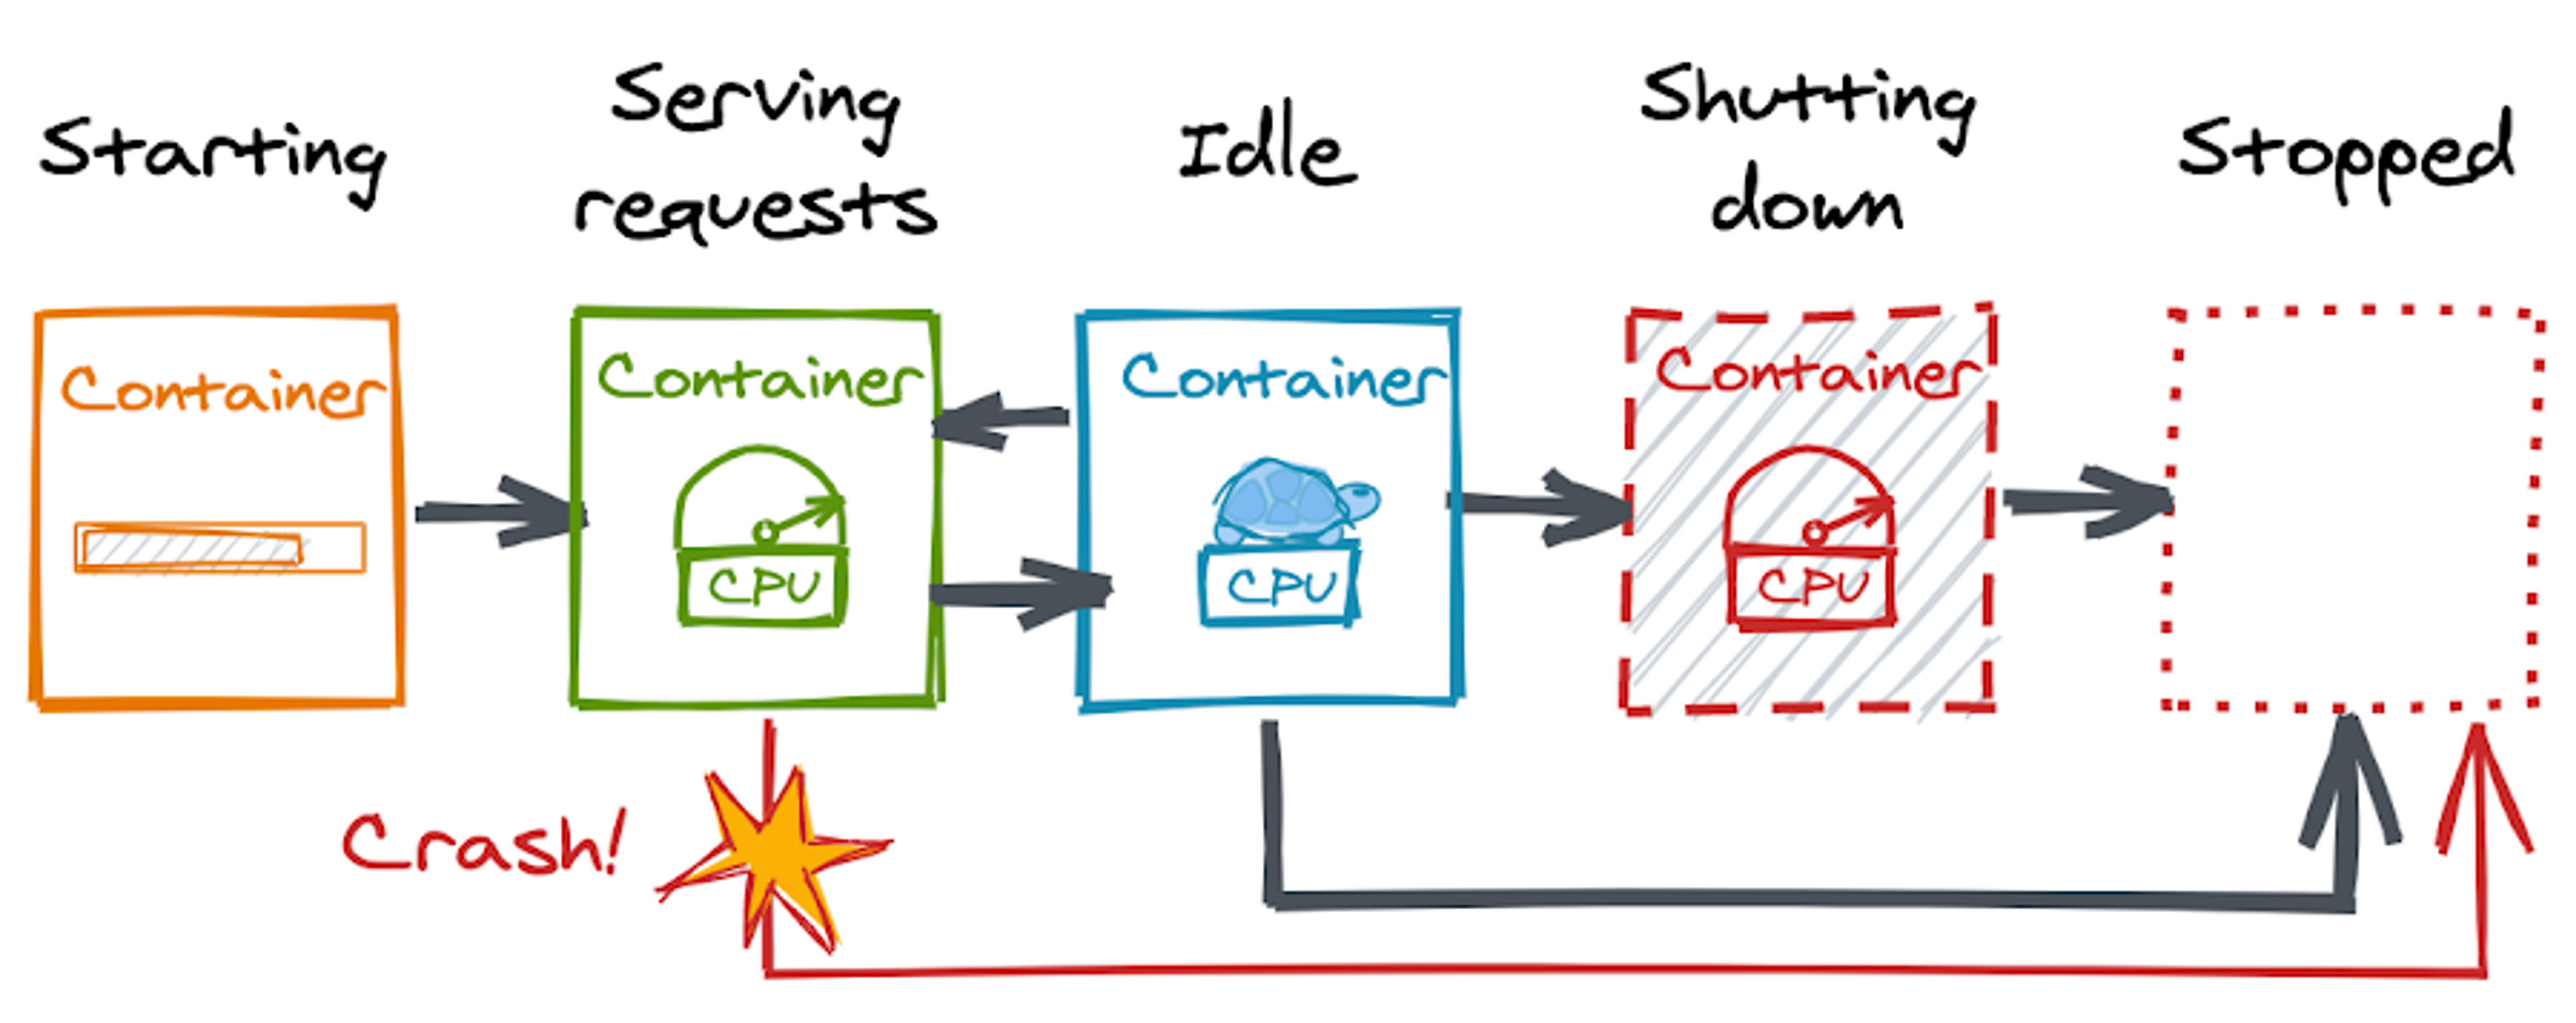 Starting
Serving
requests
Idle
Shutting
down
Stopped
Container
Container
CPU
Container
CPU
Container
CPU
Crash!